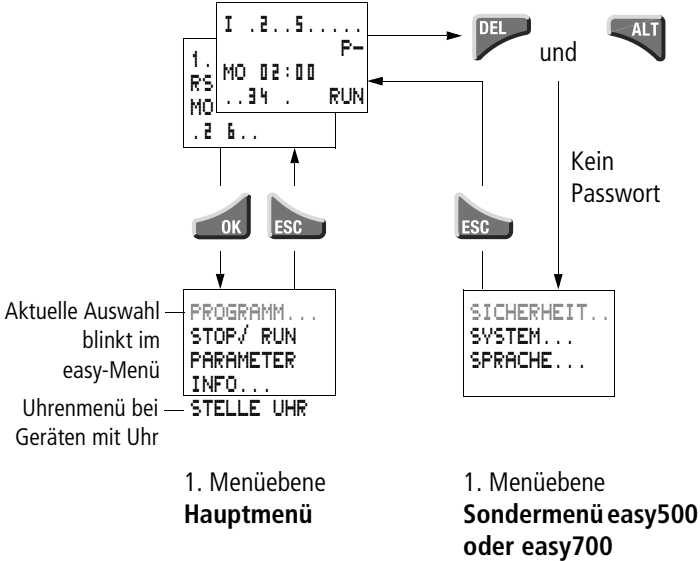 I .2..5.....
P-
MO 02:00
..34 . RUN
1.
RS
MO
.2 6..
DEL
und
ALT
Kein
Passwort
OK
ESC
ESC
Aktuelle Auswahl
blinkt im
easy-Menü
Uhrenmenü bei
Geräten mit Uhr
PROGRAMM...
STOP√ RUN
PARAMETER
INFO...
STELLE UHR
SICHERHEIT..
SYSTEM...
SPRACHE...
1. Menüebene
Hauptmenü
1. Menüebene
Sondermenü easy500
oder easy700